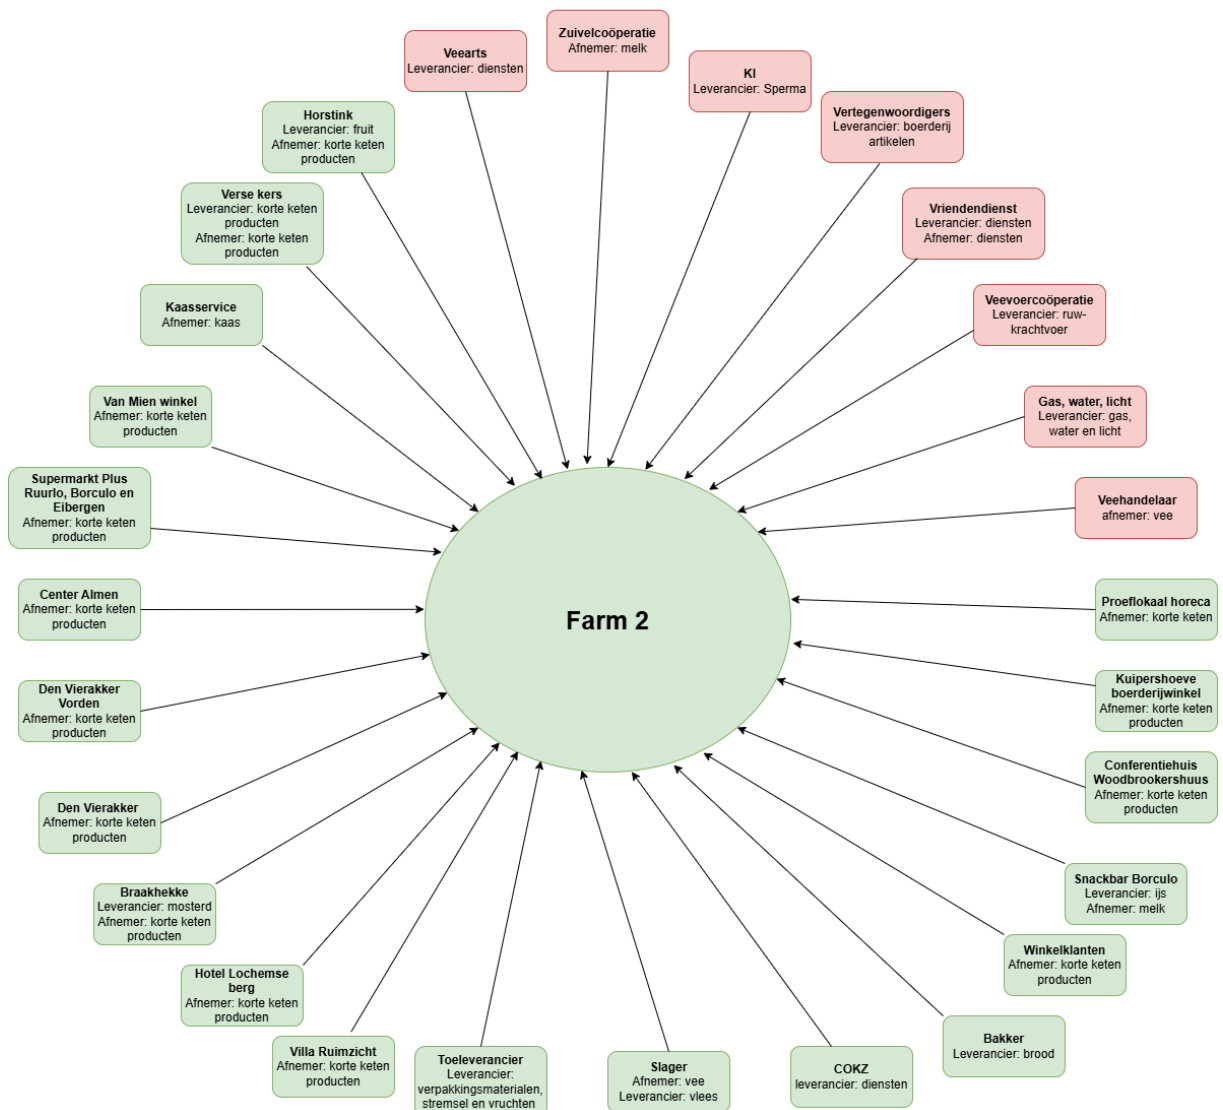 Zuivelcoöperatie
Afnemer: melk
Veearts
Leverancier: diensten
KI
Leverancier: Sperma
Vertegenwoordigers
Leverancier: boerderij
artikelen
Horstink
Leverancier: fruit
Afnemer: korte keten
producten
Verse kers
Leverancier: korte keten
producten
Afnemer: korte keten
producten
Vriendendienst
Leverancier: diensten
Afnemer: diensten
Kaasservice
Afnemer: kaas
Veevoercoöperatie
Leverancier: ruw-
krachtvoer
Van Mien winkel
Afnemer: korte keten
producten
Gas, water, licht
Leverancier: gas,
water en licht
Supermarkt Plus
Ruurlo, Borculo en
Eibergen
Afnemer: korte keten
producten
Veehandelaar
afnemer: vee
Center Almen
Afnemer: korte keten
producten
Farm 2
Proeflokaal horeca
Afnemer: korte keten
Den Vierakker
Vorden
Afnemer: korte keten
producten
Kuipershoeve
boerderijwinkel
Afnemer: korte keten
producten
Conferentiehuis
Woodbrookershuus
Afnemer: korte keten
producten
Den Vierakker
Afnemer: korte keten
producten
Snackbar Borculo
Leverancier: ijs
Afnemer: melk
Braakhekke
Leverancier: mosterd
Afnemer: korte keten
producten
Winkelklanten
Afnemer: korte keten
producten
Hotel Lochemse
berg
Afnemer: korte keten
producten
Bakker
Leverancier: brood
Villa Ruimzicht
Afnemer: korte keten
producten
Toeleverancier
Leverancier:
verpakkingsmaterialen,
stremsel en vruchten
Slager
Afnemer: vee
Leverancier: vlees
COKZ
leverancier: diensten